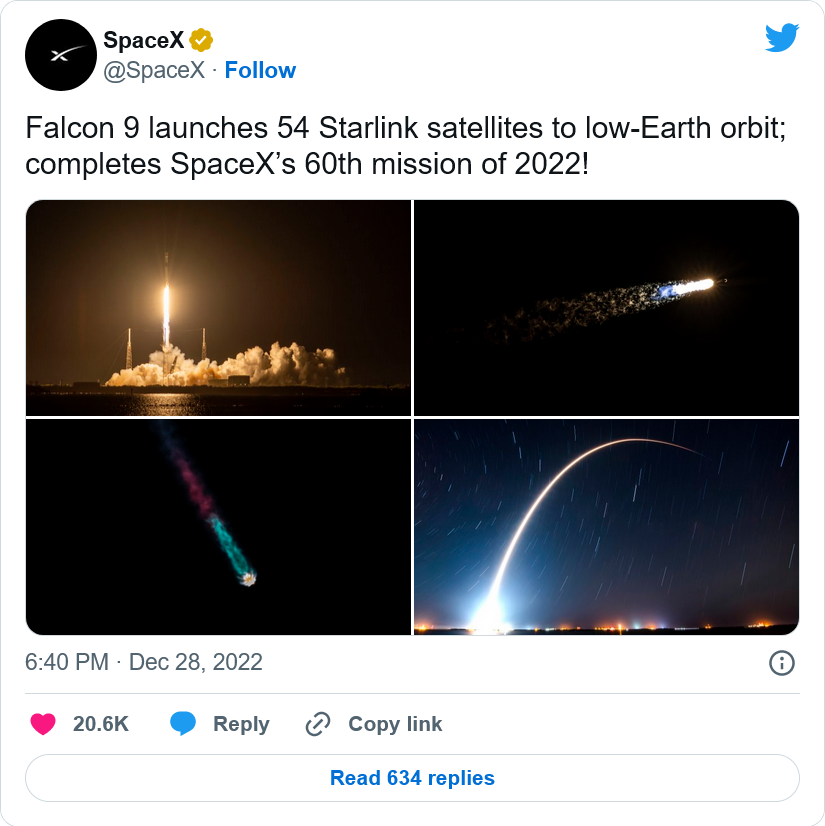 SpaceX
@SpaceX · Follow
Falcon 9 launches 54 Starlink satellites to low-Earth orbit;
completes SpaceX’s 60th mission of 2022!
6:40 PM · Dec 28, 2022
20.6K Reply Copy link
Read 634 replies